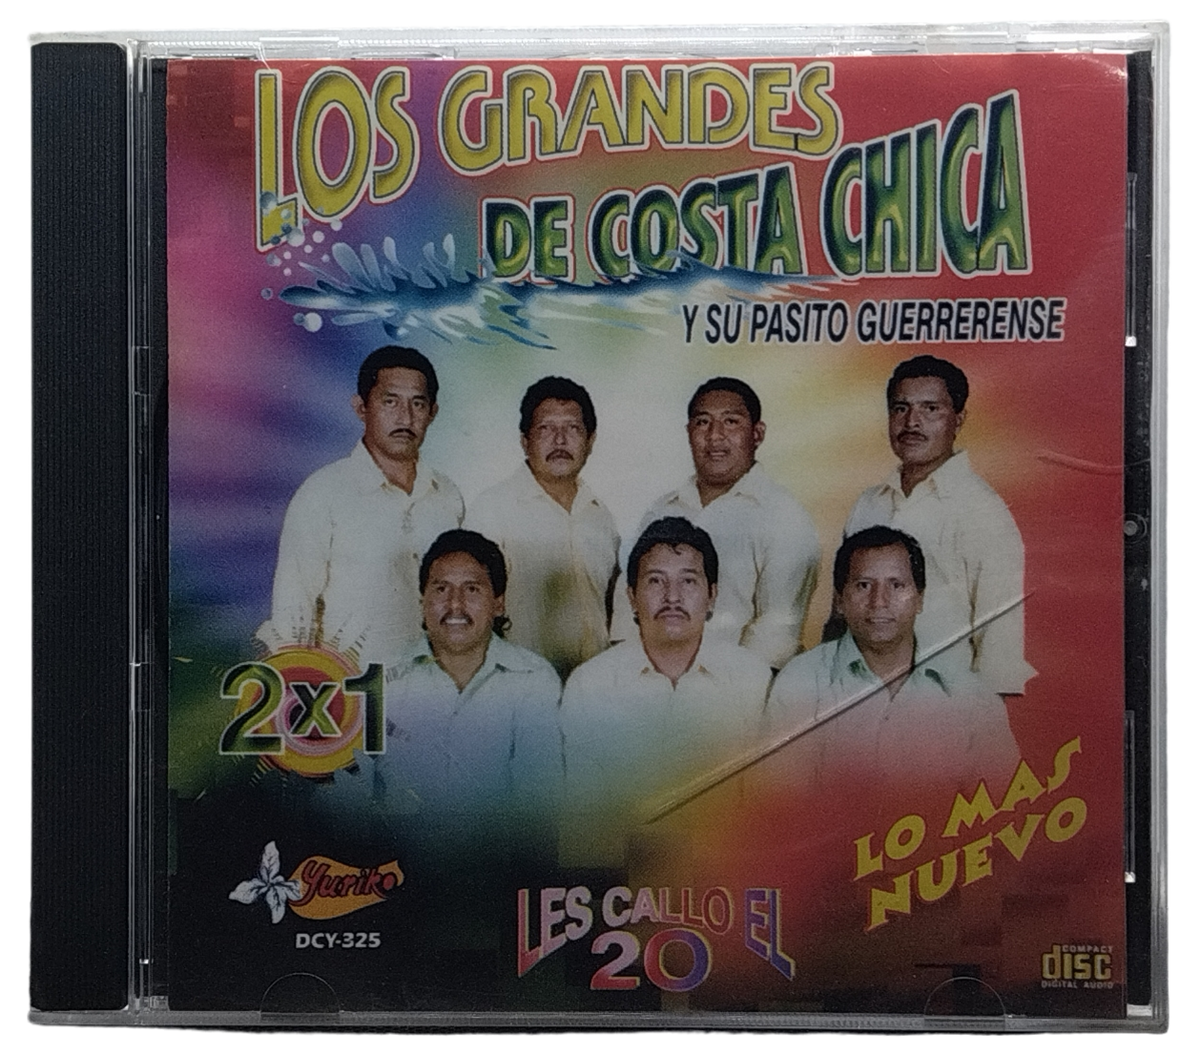 LOS GRANDES
DE COSTA CHICA
Y SU PASITO GUERRERENSE
2x1
LO MAS
NUEVO
Yuriko
DCY-325
LES CALLO EL
20
COMPACT
disc
DIGITAL AUDIO